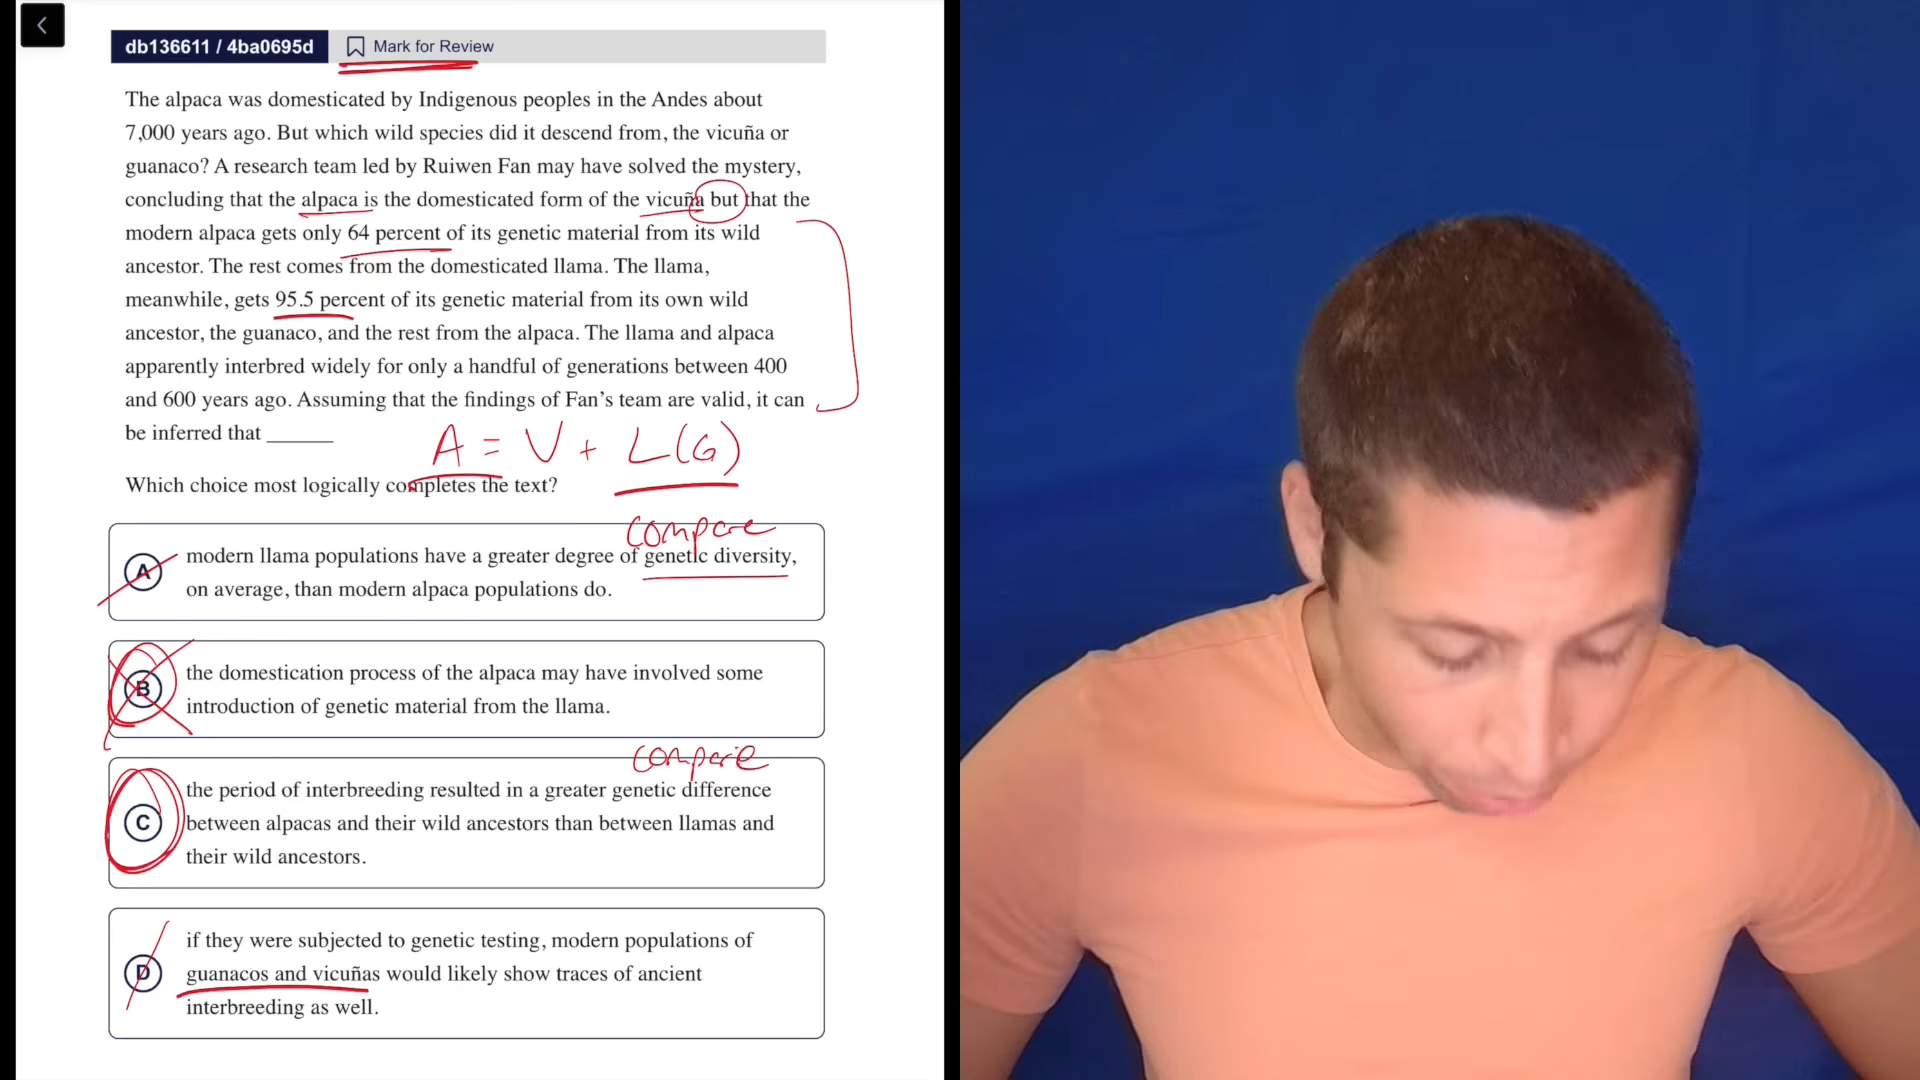 db136611 / 4ba0695d
Mark for Review
The alpaca was domesticated by Indigenous peoples in the Andes about
7,000 years ago. But which wild species did it descend from, the vicuña or
guanaco? A research team led by Ruiwen Fan may have solved the mystery,
concluding that the alpaca is the domesticated form of the vicuña but that the
modern alpaca gets only 64 percent of its genetic material from its wild
ancestor. The rest comes from the domesticated llama. The llama,
meanwhile, gets 95.5 percent of its genetic material from its own wild
ancestor, the guanaco, and the rest from the alpaca. The llama and alpaca
apparently interbred widely for only a handful of generations between 400
and 600 years ago. Assuming that the findings of Fan's team are valid, it can
be inferred that ______
A = V + L(G)
Which choice most logically completes the text?
compare
A modern llama populations have a greater degree of genetic diversity,
on average, than modern alpaca populations do.
B the domestication process of the alpaca may have involved some
introduction of genetic material from the llama.
compare
C the period of interbreeding resulted in a greater genetic difference
between alpacas and their wild ancestors than between llamas and
their wild ancestors.
D if they were subjected to genetic testing, modern populations of
guanacos and vicuñas would likely show traces of ancient
interbreeding as well.